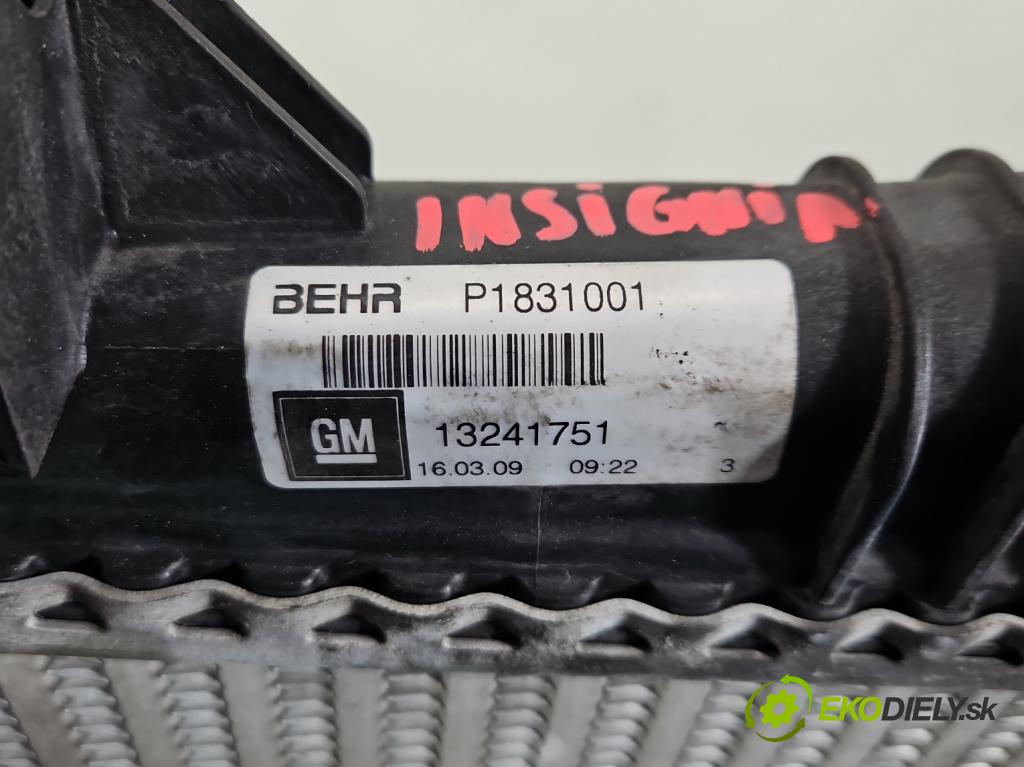 INSiGNiA
BEHR P1831001
GM 13241751
16.03.09 09:22 3
EKODIELY.sk